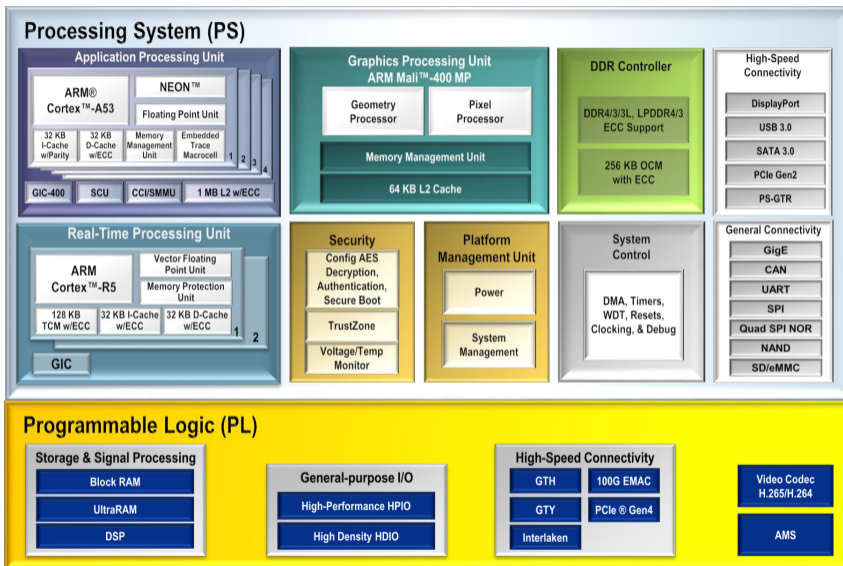 Processing System (PS)
Application Processing Unit
ARM®
Cortex™-A53
NEON™
Floating Point Unit
32 KB
I-Cache
w/Parity
32 KB
D-Cache
w/ECC
Memory
Management
Unit
Embedded
Trace
Macrocell
1
2
3
4
GIC-400
SCU
CCI/SMMU
1 MB L2 w/ECC
Graphics Processing Unit
ARM Mali™-400 MP
Geometry
Processor
Pixel
Processor
Memory Management Unit
64 KB L2 Cache
DDR Controller
DDR4/3/3L, LPDDR4/3
ECC Support
256 KB OCM
with ECC
High-Speed
Connectivity
DisplayPort
USB 3.0
SATA 3.0
PCIe Gen2
PS-GTR
Real-Time Processing Unit
ARM
Cortex™-R5
Vector Floating
Point Unit
Memory Protection
Unit
128 KB
TCM w/ECC
32 KB I-Cache
w/ECC
32 KB D-Cache
w/ECC
1
2
GIC
Security
Config AES
Decryption,
Authentication,
Secure Boot
TrustZone
Voltage/Temp
Monitor
Platform
Management Unit
Power
System
Management
System
Control
DMA, Timers,
WDT, Resets,
Clocking, & Debug
General Connectivity
GigE
CAN
UART
SPI
Quad SPI NOR
NAND
SD/eMMC
Programmable Logic (PL)
Storage & Signal Processing
Block RAM
UltraRAM
DSP
General-purpose I/O
High-Performance HPIO
High Density HDIO
High-Speed Connectivity
GTH
100G EMAC
GTY
PCIe ® Gen4
Interlaken
Video Codec
H.265/H.264
AMS